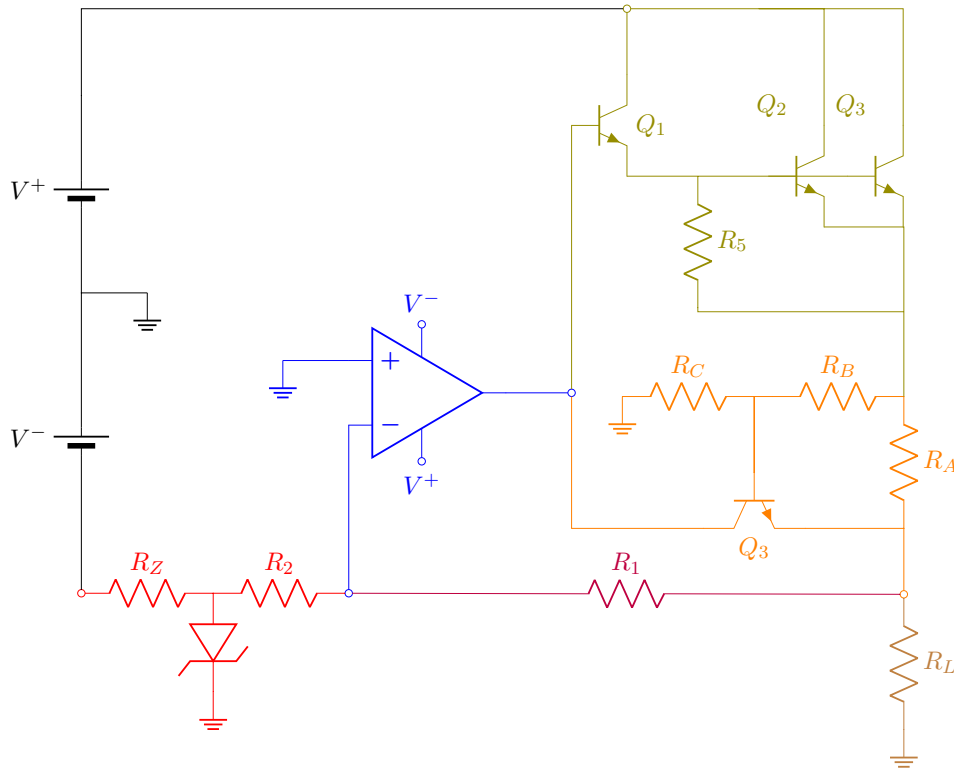 Q₁
Q₂
Q₃
V⁺
R₅
V⁻
+
R_C
R_B
−
V⁻
V⁺
R_A
Q₃
R_Z
R₂
R₁
R_L